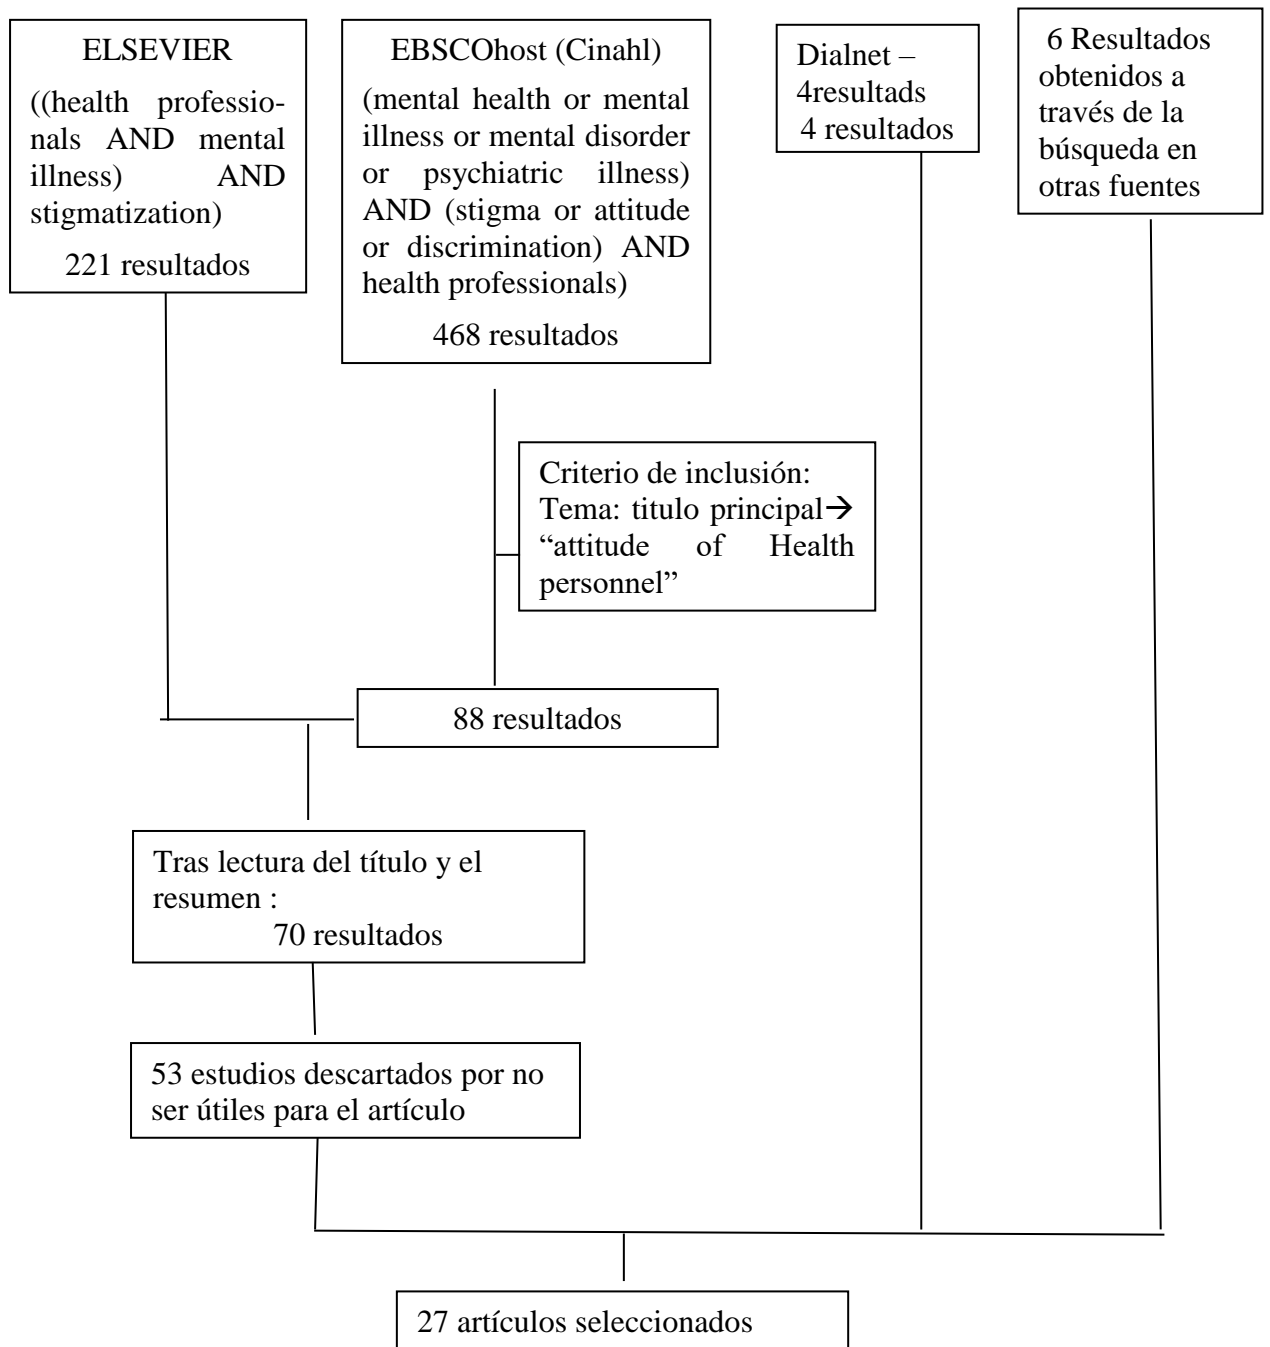 ELSEVIER
((health professio-
nals AND mental
illness) AND
stigmatization)
221 resultados
EBSCOhost (Cinahl)
(mental health or mental
illness or mental disorder
or psychiatric illness)
AND (stigma or attitude
or discrimination) AND
health professionals)
468 resultados
Dialnet –
4resultads
4 resultados
6 Resultados
obtenidos a
través de la
búsqueda en
otras fuentes
Criterio de inclusión:
Tema: titulo principal→
“attitude of Health
personnel”
88 resultados
Tras lectura del título y el
resumen :
70 resultados
53 estudios descartados por no
ser útiles para el artículo
27 artículos seleccionados